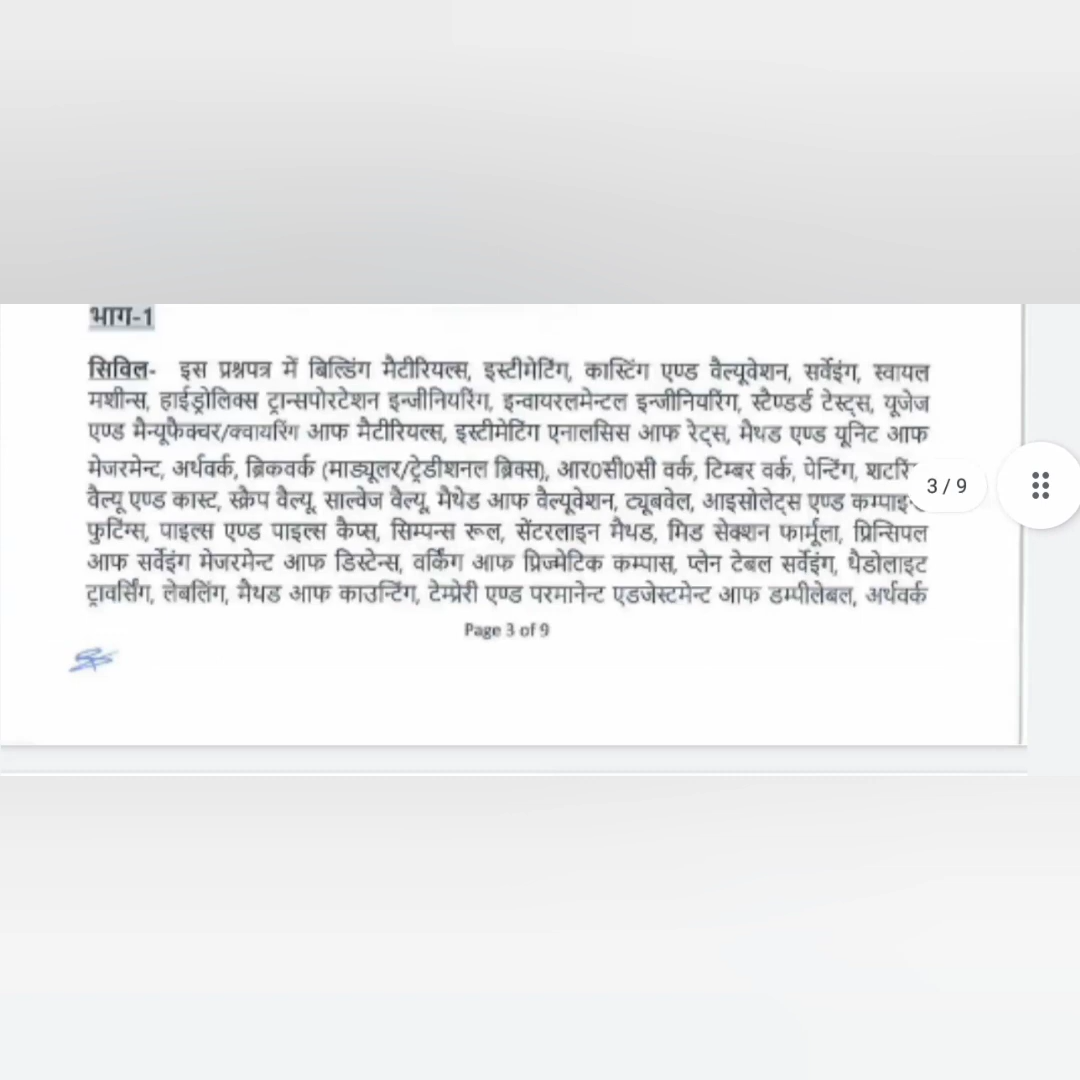 भाग-1
सिविल- इस प्रश्नपत्र में बिल्डिंग मैटीरियल्स, इस्टीमेटिंग, कास्टिंग एण्ड वैल्यूवेशन, सर्वेइंग, स्वायल
मशीन्स, हाईड्रोलिक्स ट्रान्सपोरटेशन इन्जीनियरिंग, इन्वायरलमेन्टल इन्जीनियरिंग, स्टैण्डर्ड टेस्ट्स, यूजेज
एण्ड मैन्यूफैक्चर/क्वायरिंग आफ मैटीरियल्स, इस्टीमेटिंग एनालसिस आफ रेट्स, मैथड एण्ड यूनिट आफ
मेजरमेन्ट, अर्थवर्क, ब्रिकवर्क (माड्यूलर/ट्रेडीशनल ब्रिक्स), आर0सी0सी वर्क, टिम्बर वर्क, पेन्टिंग,
वैल्यू एण्ड कास्ट, स्क्रैप वैल्यू, साल्वेज वैल्यू, मैथेड आफ वैल्यूवेशन, ट्यूबवेल, आइसोलेट्स एण्ड
फुटिंग्स, पाइल्स एण्ड पाइल्स कैप्स, सिम्पन्स रूल, सेंटरलाइन मैथड, मिड सेक्शन फार्मूला, प्रिन्सिपल
आफ सर्वेइंग मेजरमेन्ट आफ डिस्टेन्स, वर्किंग आफ प्रिज्मेटिक कम्पास, प्लेन टेबल सर्वेइंग, थैडोलाइट
ट्रावर्सिंग, लेबलिंग, मैथड आफ काउन्टिंग, टेम्प्रेरी एण्ड परमानेन्ट एडजेस्टमेन्ट आफ डम्पीलेबल, अर्थवर्क
Page 3 of 9
3 / 9